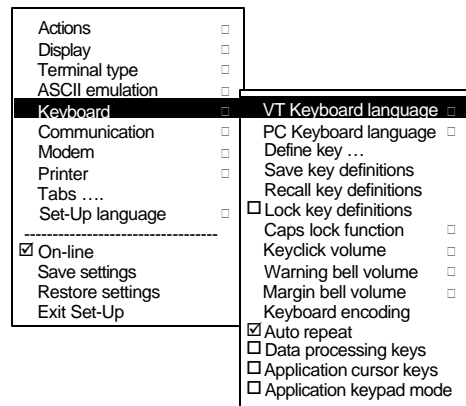 Actions
Display
Terminal type
ASCII emulation
Keyboard
Communication
Modem
Printer
Tabs ....
Set-Up language
----------------------------------
☑ On-line
Save settings
Restore settings
Exit Set-Up
VT Keyboard language
PC Keyboard language
Define key …
Save key definitions
Recall key definitions
☐ Lock key definitions
Caps lock function
Keyclick volume
Warning bell volume
Margin bell volume
Keyboard encoding
☑ Auto repeat
☐ Data processing keys
☐ Application cursor keys
☐ Application keypad mode